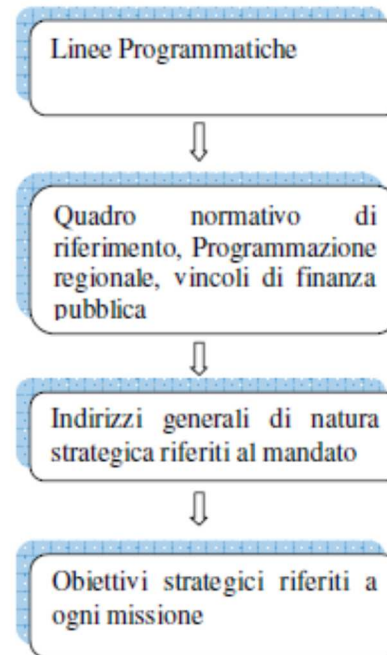 Linee Programmatiche
Quadro normativo di
riferimento, Programmazione
regionale, vincoli di finanza
pubblica
Indirizzi generali di natura
strategica riferiti al mandato
Obiettivi strategici riferiti a
ogni missione